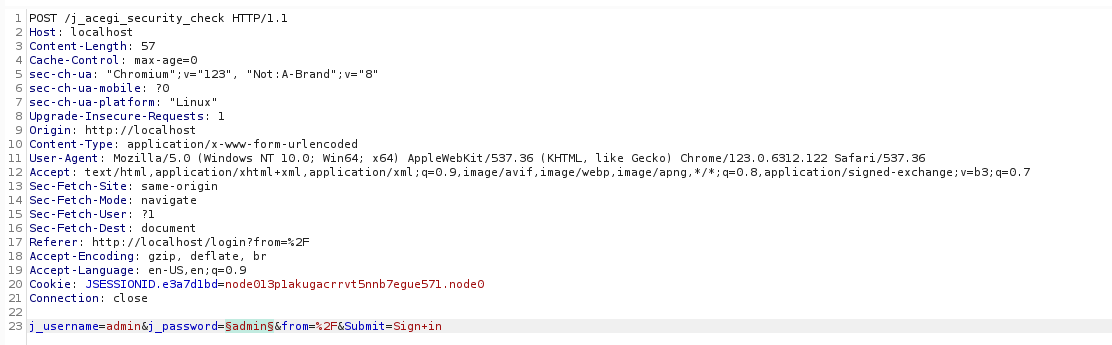 1 POST /j_acegi_security_check HTTP/1.1
2 Host: localhost
3 Content-Length: 57
4 Cache-Control: max-age=0
5 sec-ch-ua: "Chromium";v="123", "Not:A-Brand";v="8"
6 sec-ch-ua-mobile: ?0
7 sec-ch-ua-platform: "Linux"
8 Upgrade-Insecure-Requests: 1
9 Origin: http://localhost
10 Content-Type: application/x-www-form-urlencoded
11 User-Agent: Mozilla/5.0 (Windows NT 10.0; Win64; x64) AppleWebKit/537.36 (KHTML, like Gecko) Chrome/123.0.6312.122 Safari/537.36
12 Accept: text/html,application/xhtml+xml,application/xml;q=0.9,image/avif,image/webp,image/apng,*/*;q=0.8,application/signed-exchange;v=b3;q=0.7
13 Sec-Fetch-Site: same-origin
14 Sec-Fetch-Mode: navigate
15 Sec-Fetch-User: ?1
16 Sec-Fetch-Dest: document
17 Referer: http://localhost/login?from=%2F
18 Accept-Encoding: gzip, deflate, br
19 Accept-Language: en-US,en;q=0.9
20 Cookie: JSESSIONID.e3a7d1bd=node013p1akugacrrvt5nnb7egue571.node0
21 Connection: close
22
23 j_username=admin&j_password=§admin§&from=%2F&Submit=Sign+in